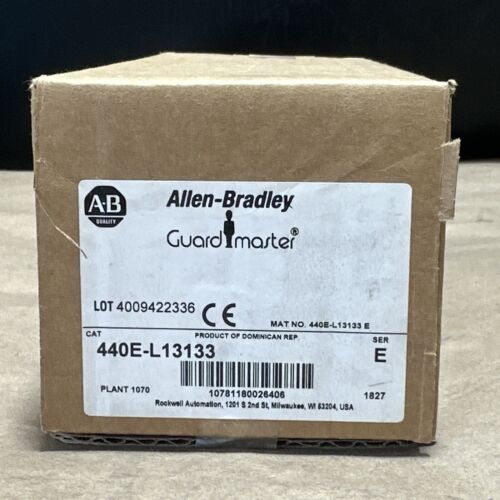 A-B
QUALITY
Allen-Bradley
Guardmaster®
LOT 4009422336 CE MAT NO. 440E-L13133 E
CAT PRODUCT OF DOMINICAN REP SER
440E-L13133 E
PLANT 1070 10781180026406 1827
Rockwell Automation, 1201 S 2nd St, Milwaukee, WI 53204, USA